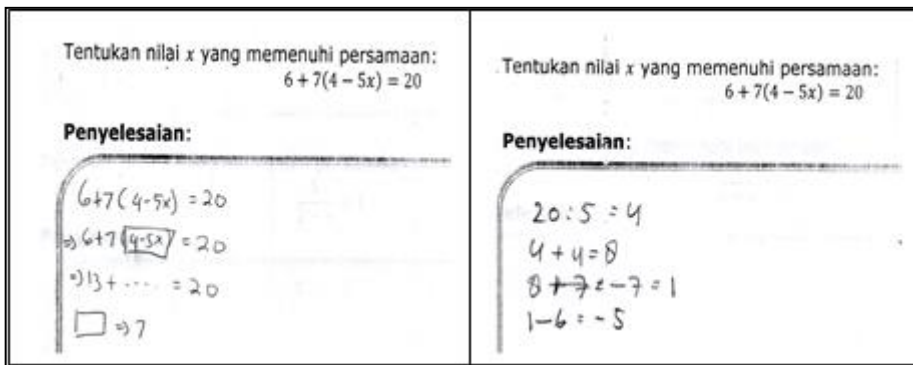 Tentukan nilai x yang memenuhi persamaan:
6 + 7(4 − 5x) = 20
Penyelesaian:
6+7(4-5x) = 20
⇒ 6+7(4-5x) = 20
⇒ 13 + .... = 20
□ ⇒ 7
Tentukan nilai x yang memenuhi persamaan:
6 + 7(4 − 5x) = 20
Penyelesaian:
20 : 5 = 4
4 + 4 = 8
8 - 7 = 1
1 - 6 = - 5